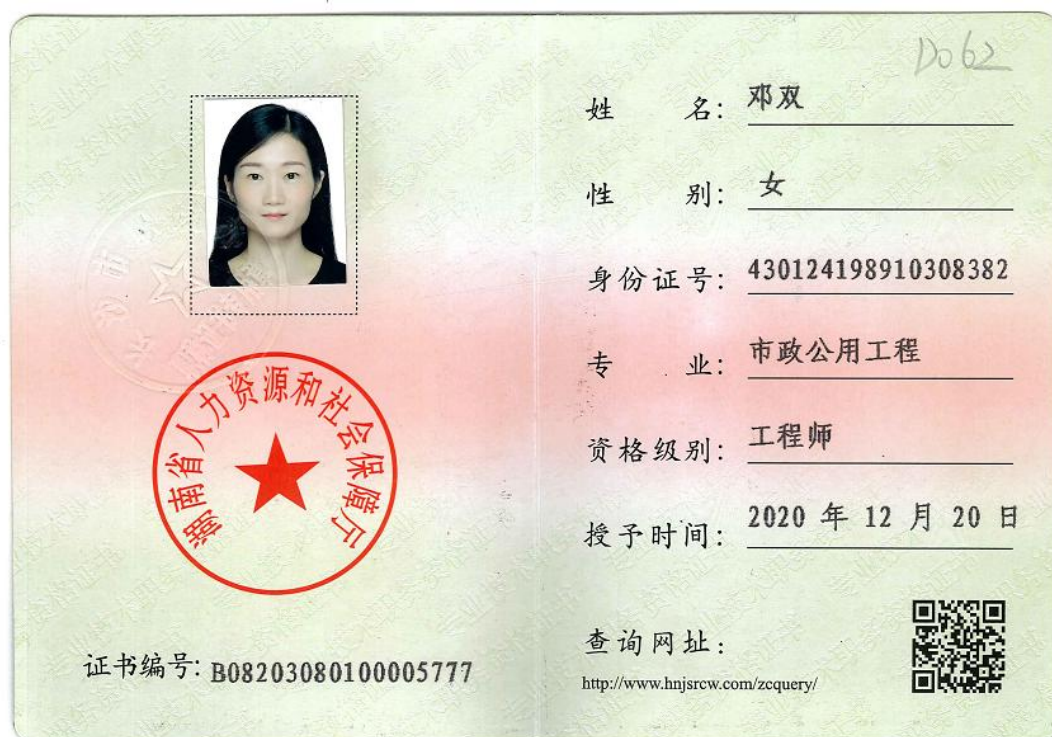 D062
姓 名：邓双
性 别：女
身份证号：430124198910308382
专 业：市政公用工程
资格级别：工程师
授予时间：2020 年 12 月 20 日
查询网址：
http://www.hnjsrcw.com/zcquery/
湖南省人力资源和社会保障厅
证书编号：B08203080100005777